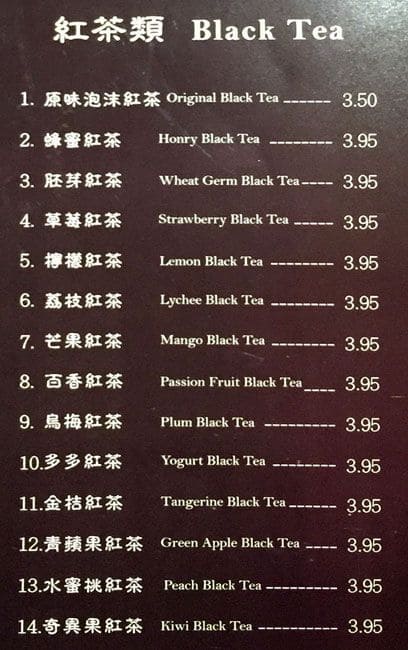 紅茶類 Black Tea
1. 原味泡沫紅茶 Original Black Tea ------ 3.50
2. 蜂蜜紅茶 Honry Black Tea -------- 3.95
3. 胚芽紅茶 Wheat Germ Black Tea ---- 3.95
4. 草莓紅茶 Strawberry Black Tea ----- 3.95
5. 檸檬紅茶 Lemon Black Tea -------- 3.95
6. 荔枝紅茶 Lychee Black Tea -------- 3.95
7. 芒果紅茶 Mango Black Tea -------- 3.95
8. 百香紅茶 Passion Fruit Black Tea ---- 3.95
9. 烏梅紅茶 Plum Black Tea --------- 3.95
10.多多紅茶 Yogurt Black Tea ------- 3.95
11.金桔紅茶 Tangerine Black Tea ------ 3.95
12.青蘋果紅茶 Green Apple Black Tea ---- 3.95
13.水蜜桃紅茶 Peach Black Tea --------- 3.95
14.奇異果紅茶 Kiwi Black Tea ---------- 3.95